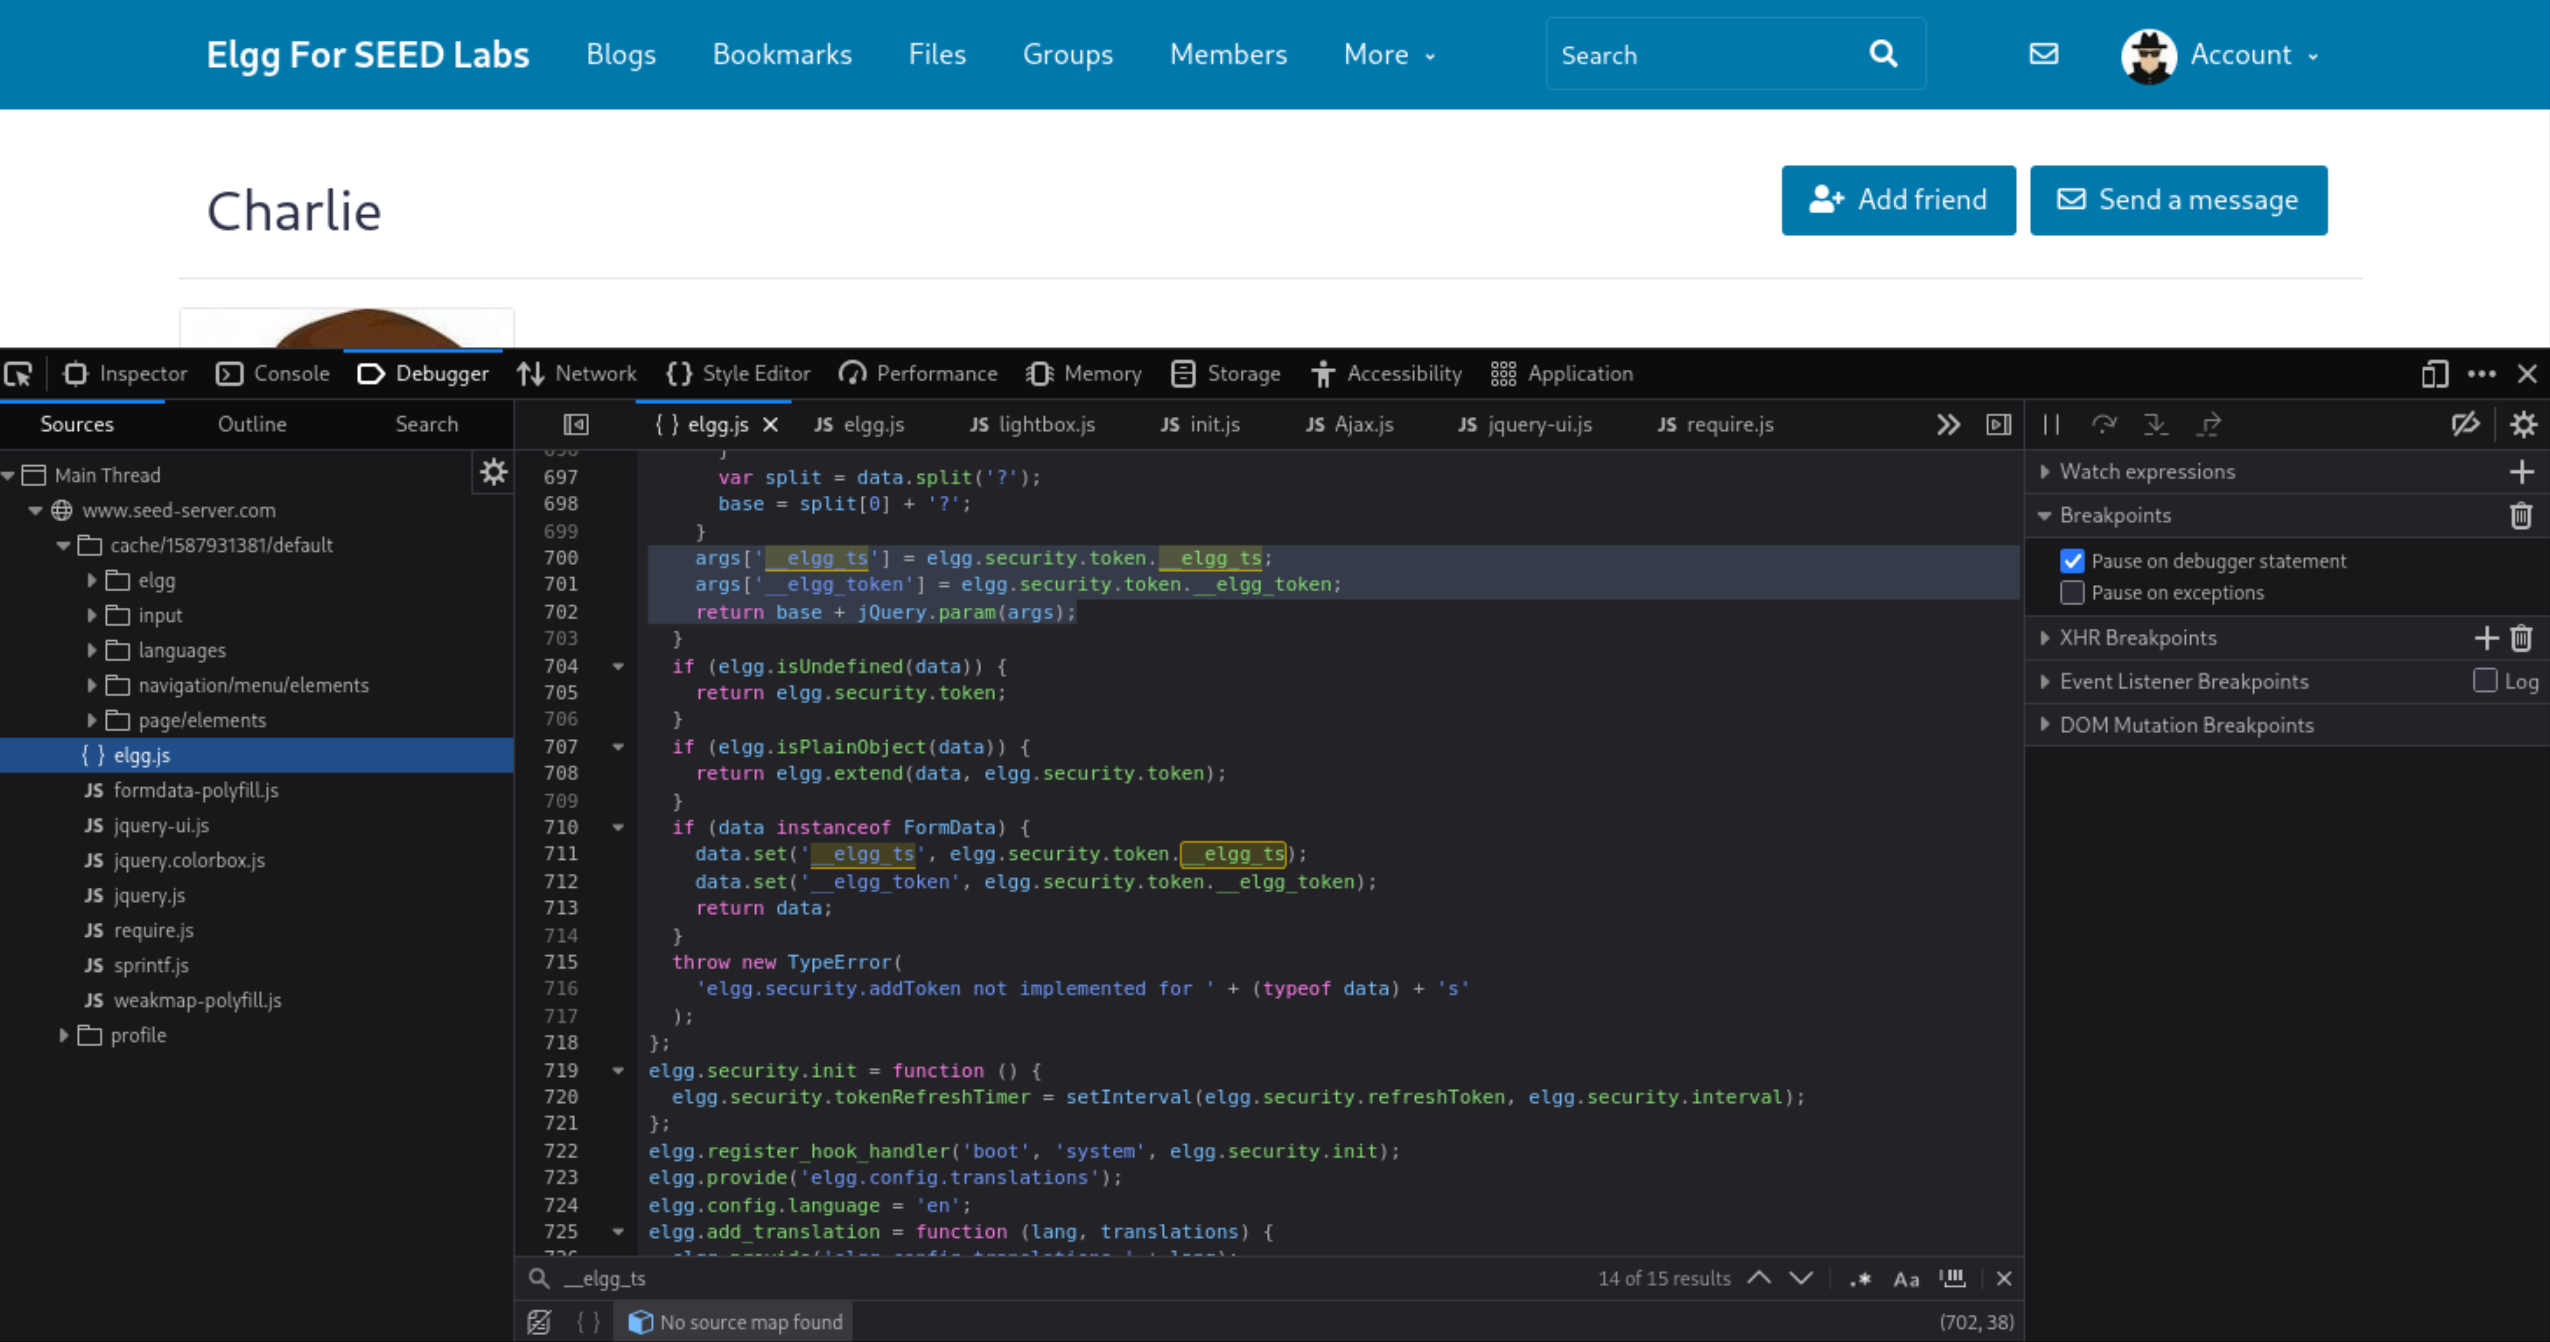 Elgg For SEED Labs Blogs Bookmarks Files Groups Members More Search Account
Charlie
Add friend Send a message
Inspector Console Debugger Network {} Style Editor Performance Memory Storage Accessibility Application
Sources Outline Search
{ } elgg.js JS elgg.js JS lightbox.js JS init.js JS Ajax.js JS jquery-ui.js JS require.js
Main Thread
www.seed-server.com
cache/1587931381/default
elgg
input
languages
navigation/menu/elements
page/elements
{ } elgg.js
JS formdata-polyfill.js
JS jquery-ui.js
JS jquery.colorbox.js
JS jquery.js
JS require.js
JS sprintf.js
JS weakmap-polyfill.js
profile
697 var split = data.split('?');
698 base = split[0] + '?';
699 }
700 args['__elgg_ts'] = elgg.security.token.__elgg_ts;
701 args['__elgg_token'] = elgg.security.token.__elgg_token;
702 return base + jQuery.param(args);
703 }
704 if (elgg.isUndefined(data)) {
705 return elgg.security.token;
706 }
707 if (elgg.isPlainObject(data)) {
708 return elgg.extend(data, elgg.security.token);
709 }
710 if (data instanceof FormData) {
711 data.set('__elgg_ts', elgg.security.token.__elgg_ts);
712 data.set('__elgg_token', elgg.security.token.__elgg_token);
713 return data;
714 }
715 throw new TypeError(
716 'elgg.security.addToken not implemented for ' + (typeof data) + 's'
717 );
718 };
719 elgg.security.init = function () {
720 elgg.security.tokenRefreshTimer = setInterval(elgg.security.refreshToken, elgg.security.interval);
721 };
722 elgg.register_hook_handler('boot', 'system', elgg.security.init);
723 elgg.provide('elgg.config.translations');
724 elgg.config.language = 'en';
725 elgg.add_translation = function (lang, translations) {
__elgg_ts 14 of 15 results .* Aa
{ } No source map found (702, 38)
Watch expressions
Breakpoints
Pause on debugger statement
Pause on exceptions
XHR Breakpoints
Event Listener Breakpoints Log
DOM Mutation Breakpoints